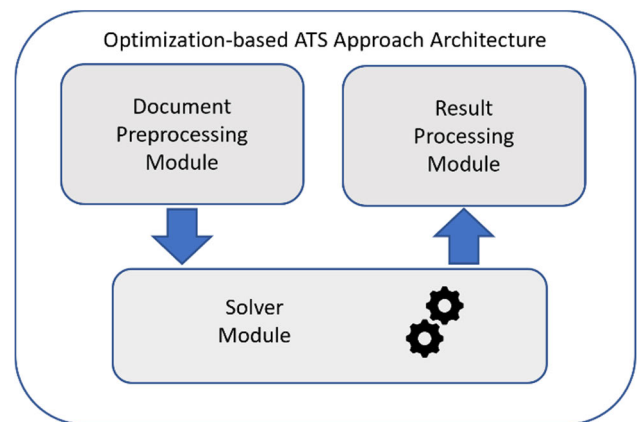 Optimization-based ATS Approach Architecture
Document
Preprocessing
Module
Result
Processing
Module
Solver
Module